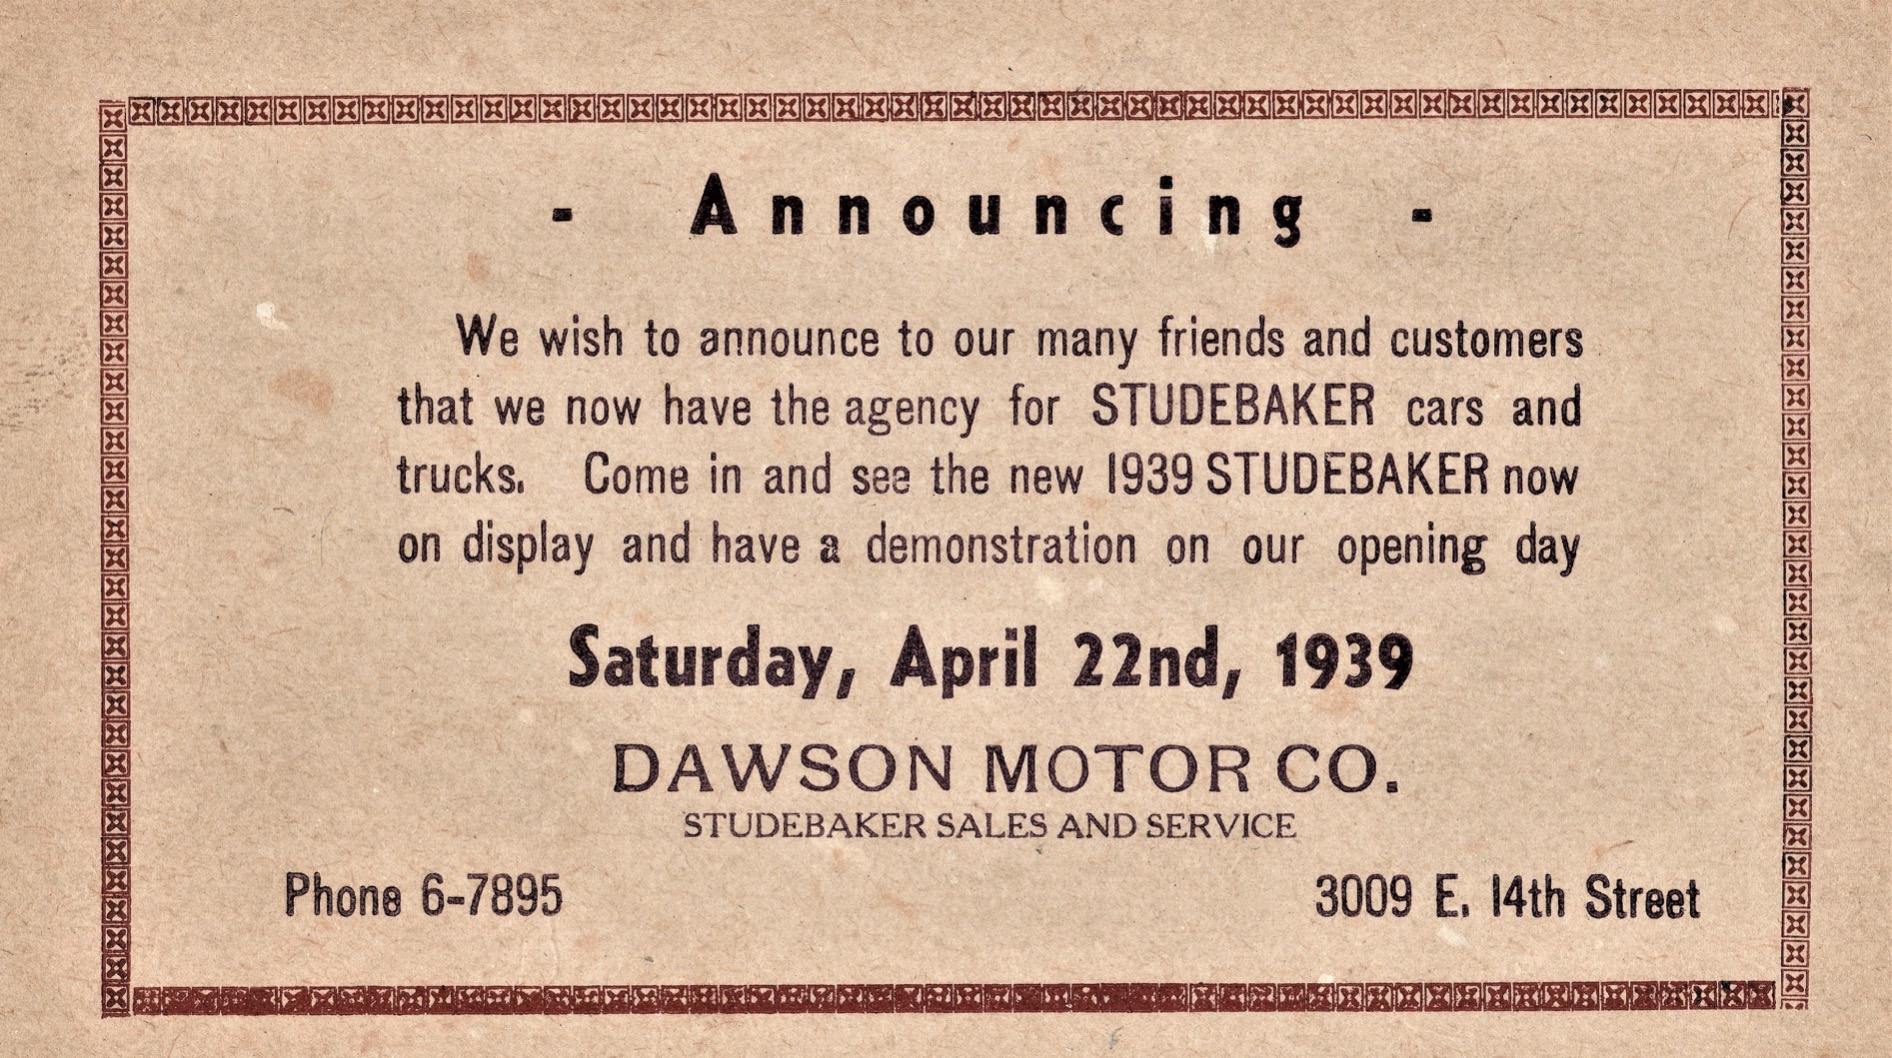 - Announcing -
We wish to announce to our many friends and customers
that we now have the agency for STUDEBAKER cars and
trucks. Come in and see the new 1939 STUDEBAKER now
on display and have a demonstration on our opening day
Saturday, April 22nd, 1939
DAWSON MOTOR CO.
STUDEBAKER SALES AND SERVICE
Phone 6-7895
3009 E. 14th Street